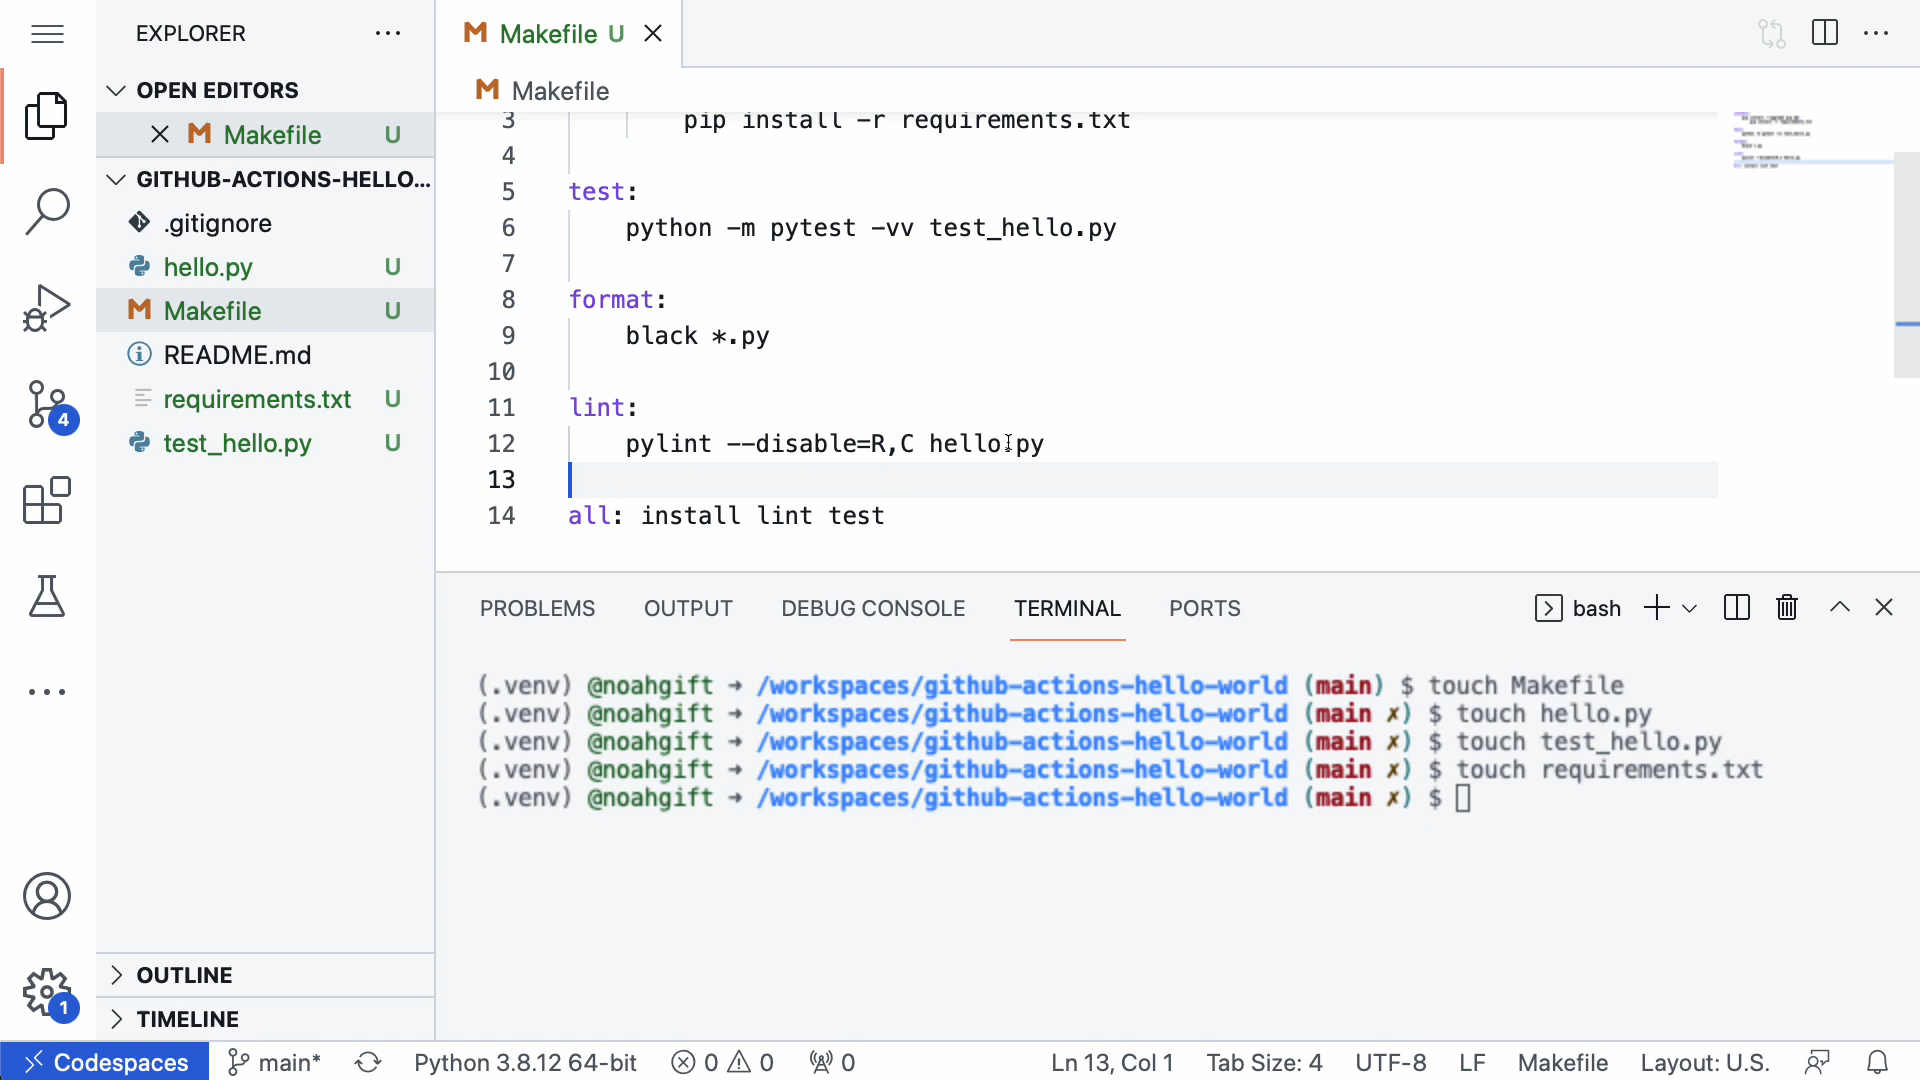 EXPLORER
OPEN EDITORS
Makefile U
GITHUB-ACTIONS-HELLO...
.gitignore
hello.py U
Makefile U
README.md
requirements.txt U
test_hello.py U
4
1
OUTLINE
TIMELINE
Makefile U
Makefile
3 pip install -r requirements.txt
4
5 test:
6 python -m pytest -vv test_hello.py
7
8 format:
9 black *.py
10
11 lint:
12 pylint --disable=R,C hello.py
13
14 all: install lint test
PROBLEMS OUTPUT DEBUG CONSOLE TERMINAL PORTS bash
(.venv) @noahgift ➜ /workspaces/github-actions-hello-world (main) $ touch Makefile
(.venv) @noahgift ➜ /workspaces/github-actions-hello-world (main ✗) $ touch hello.py
(.venv) @noahgift ➜ /workspaces/github-actions-hello-world (main ✗) $ touch test_hello.py
(.venv) @noahgift ➜ /workspaces/github-actions-hello-world (main ✗) $ touch requirements.txt
(.venv) @noahgift ➜ /workspaces/github-actions-hello-world (main ✗) $
Codespaces main* Python 3.8.12 64-bit 0 0 0 Ln 13, Col 1 Tab Size: 4 UTF-8 LF Makefile Layout: U.S.